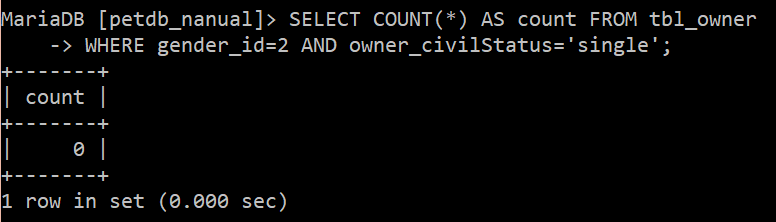 MariaDB [petdb_nanual]> SELECT COUNT(*) AS count FROM tbl_owner
    -> WHERE gender_id=2 AND owner_civilStatus='single';
+-------+
| count |
+-------+
|     0 |
+-------+
1 row in set (0.000 sec)